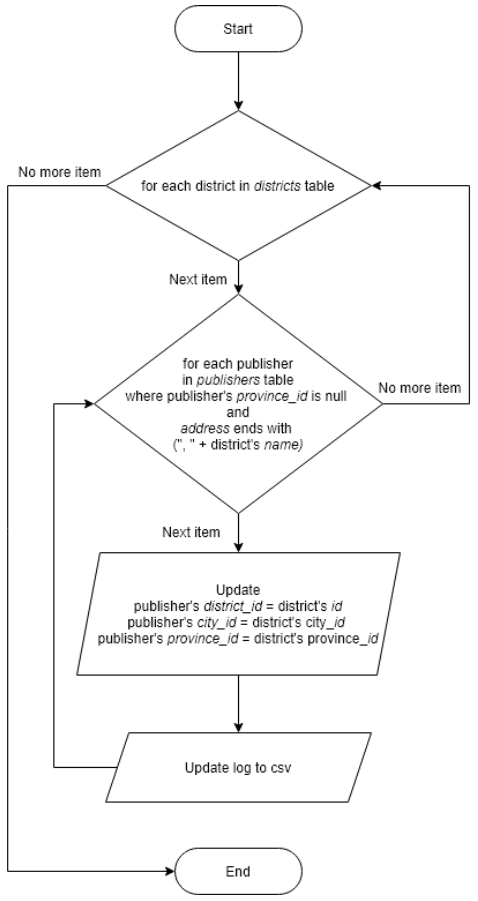 Start
for each district in districts table
No more item
Next item
for each publisher
in publishers table
where publisher's province_id is null
and
address ends with
(", " + district's name)
No more item
Next item
Update
publisher's district_id = district's id
publisher's city_id = district's city_id
publisher's province_id = district's province_id
Update log to csv
End